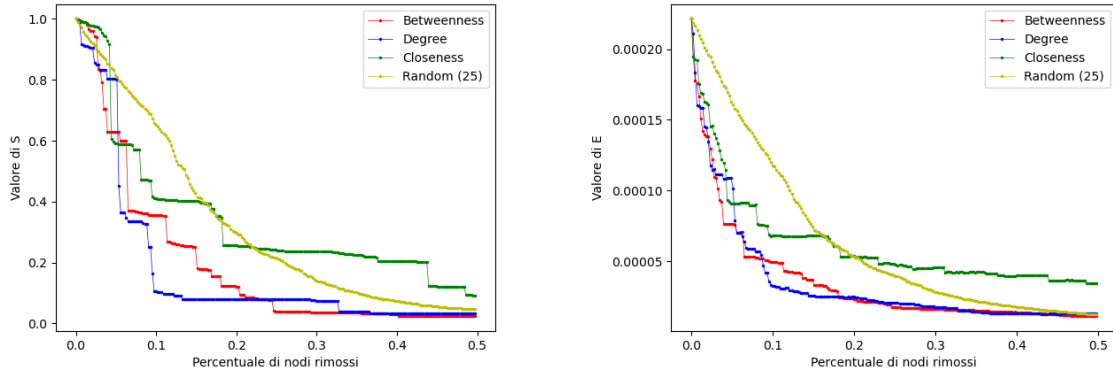 1.0
0.8
0.6
0.4
0.2
0.0
Valore di S
0.0 0.1 0.2 0.3 0.4 0.5
Percentuale di nodi rimossi
Betweenness
Degree
Closeness
Random (25)
0.00020
0.00015
0.00010
0.00005
Valore di E
0.0 0.1 0.2 0.3 0.4 0.5
Percentuale di nodi rimossi
Betweenness
Degree
Closeness
Random (25)